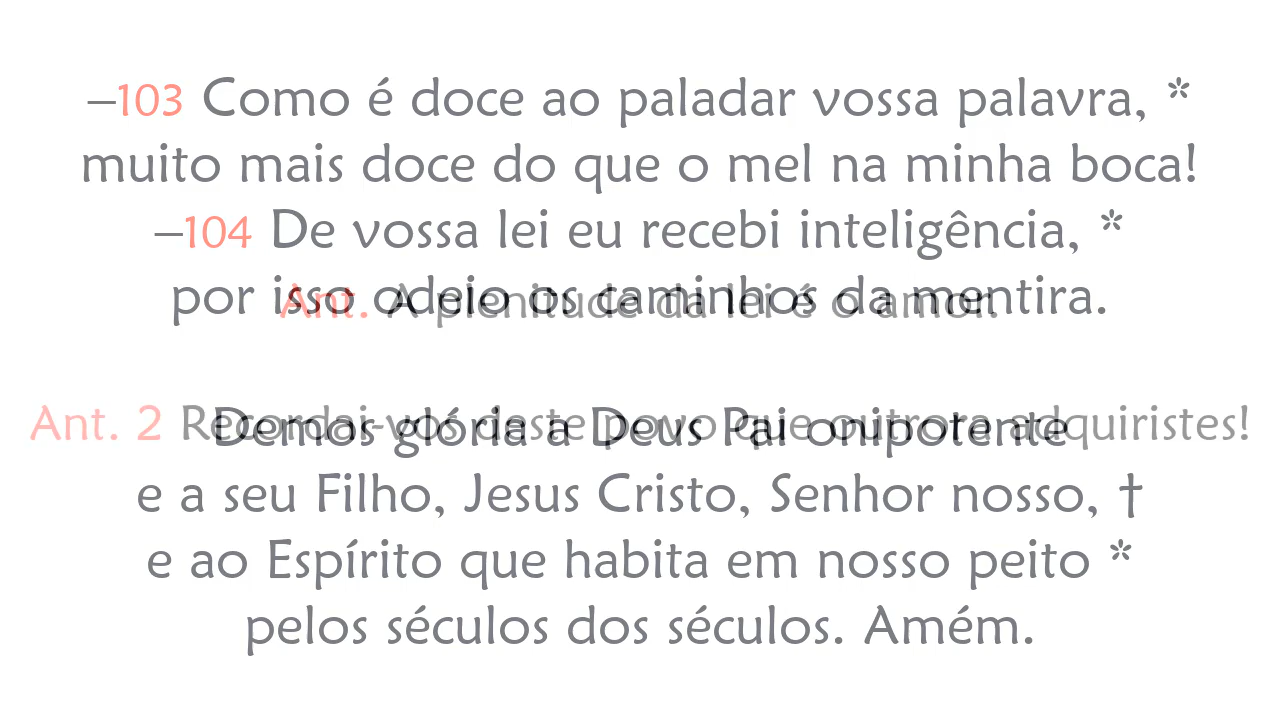 –103 Como é doce ao paladar vossa palavra, *
muito mais doce do que o mel na minha boca!
–104 De vossa lei eu recebi inteligência, *
por isso odeio os caminhos da mentira.
Ant. A plenitude da lei é o amor.
Ant. 2 Recordai-vos deste povo que outrora adquiristes!
Demos glória a Deus Pai onipotente
e a seu Filho, Jesus Cristo, Senhor nosso, †
e ao Espírito que habita em nosso peito *
pelos séculos dos séculos. Amém.